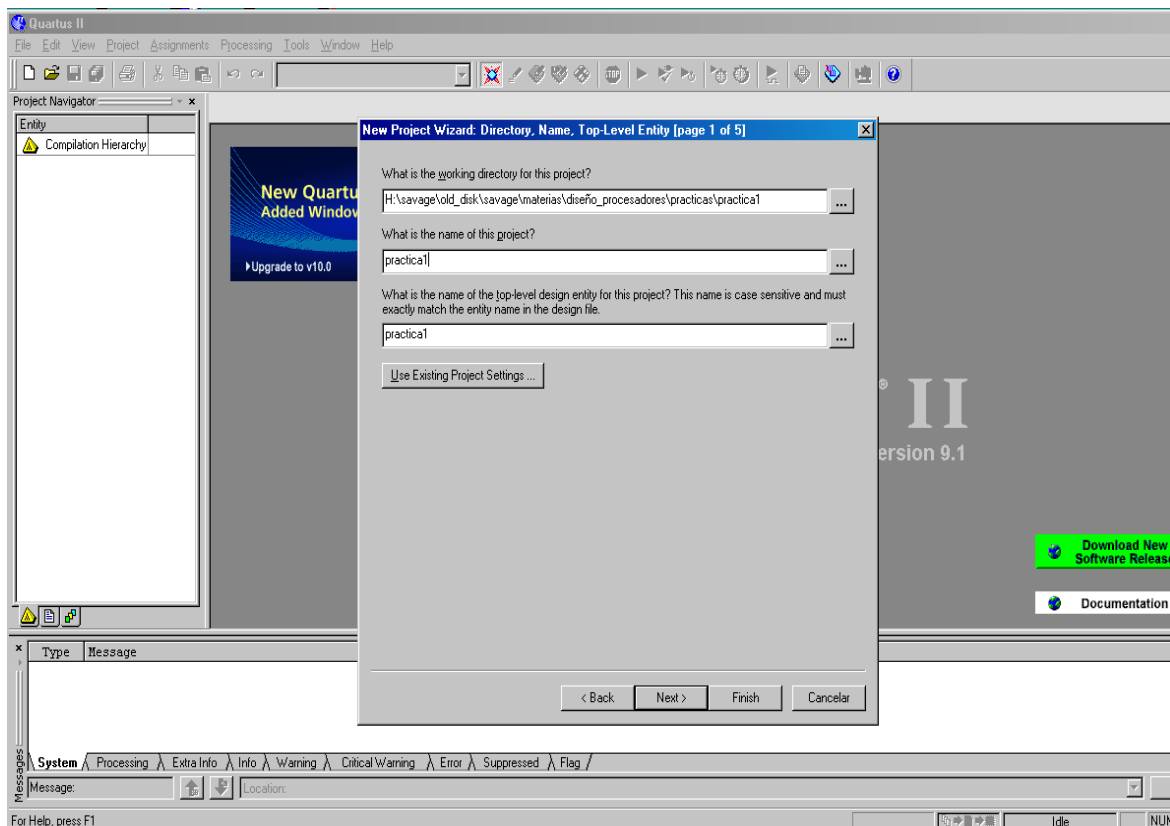 Quartus II
File Edit View Project Assignments Processing Tools Window Help
Project Navigator
Entity
Compilation Hierarchy
New Quartu
Added Window
Upgrade to v10.0
New Project Wizard: Directory, Name, Top-Level Entity [page 1 of 5]
What is the working directory for this project?
H:\savage\old_disk\savage\materias\diseño_procesadores\practicas\practica1
...
What is the name of this project?
practica1
...
What is the name of the top-level design entity for this project? This name is case sensitive and must
exactly match the entity name in the design file.
practica1
...
Use Existing Project Settings ...
® II
ersion 9.1
Download New
Software Release
Documentation
< Back Next > Finish Cancelar
Type Message
Messages
System Processing Extra Info Info Warning Critical Warning Error Suppressed Flag
Message: Location:
For Help, press F1
Idle NUM